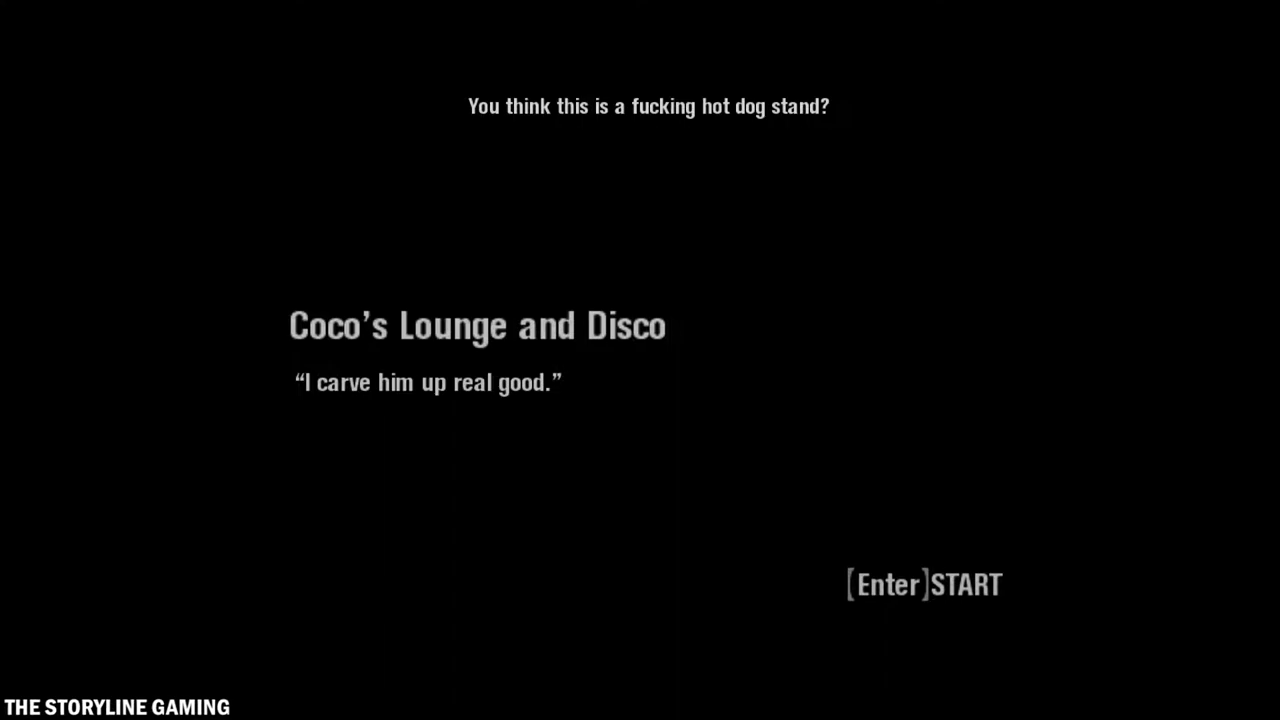 You think this is a fucking hot dog stand?
Coco’s Lounge and Disco
“I carve him up real good.”
[Enter]START
THE STORYLINE GAMING